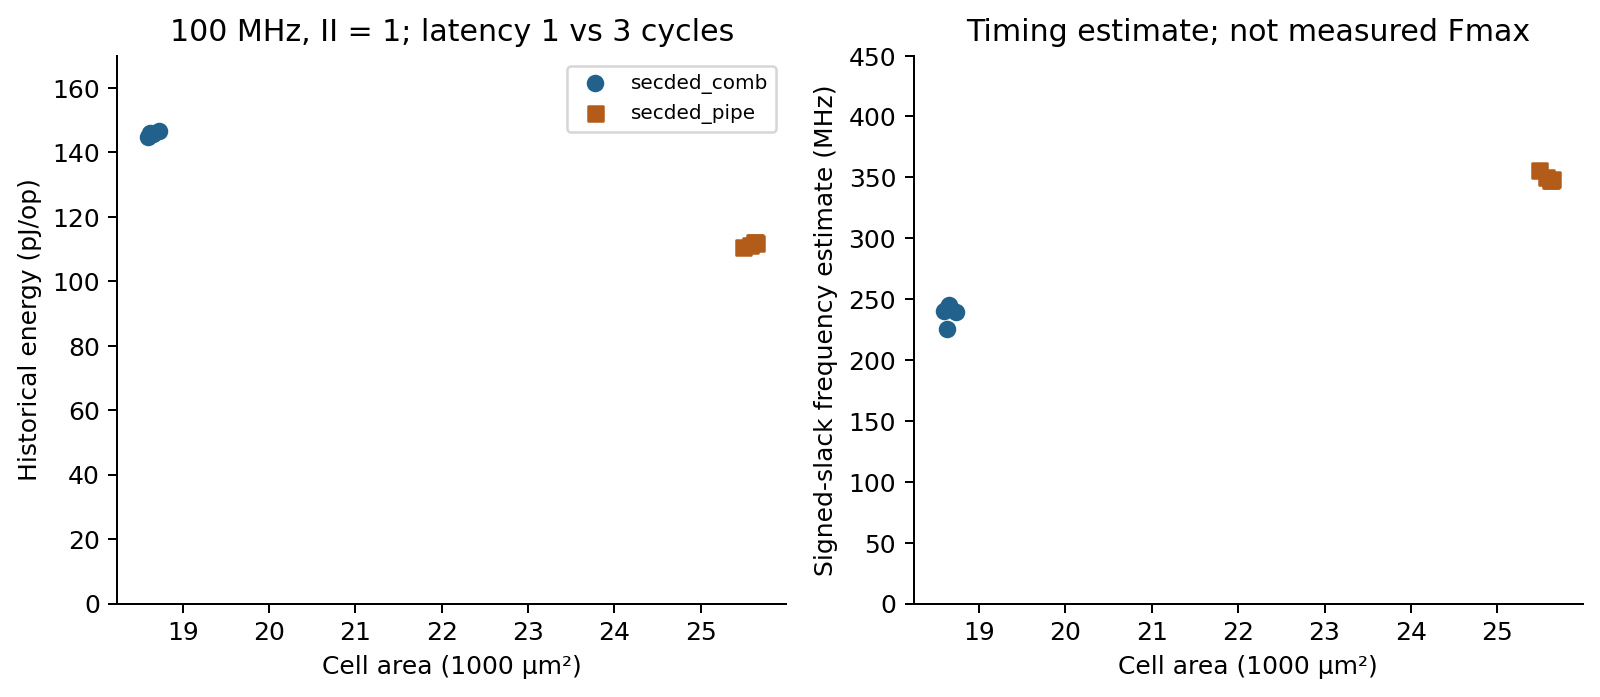 100 MHz, II = 1; latency 1 vs 3 cycles
secded_comb
secded_pipe
Historical energy (pJ/op)
160
140
120
100
80
60
40
20
0
19 20 21 22 23 24 25
Cell area (1000 µm²)
Timing estimate; not measured Fmax
Signed-slack frequency estimate (MHz)
450
400
350
300
250
200
150
100
50
0
19 20 21 22 23 24 25
Cell area (1000 µm²)